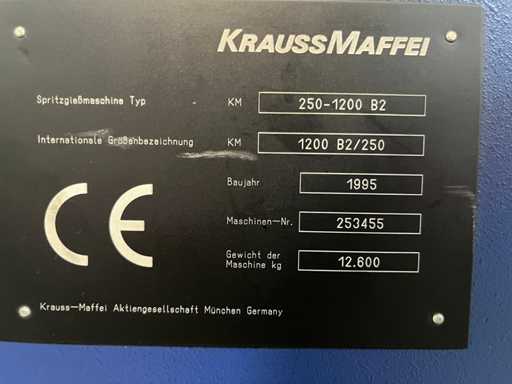 KRAUSSMAFFEI
Spritzgießmaschine Typ KM 250-1200 B2
Internationale Größenbezeichnung KM 1200 B2/250
Baujahr 1995
Maschinen-Nr. 253455
Gewicht der
Maschine kg 12.600
CE
Krauss-Maffei Aktiengesellschaft München Germany